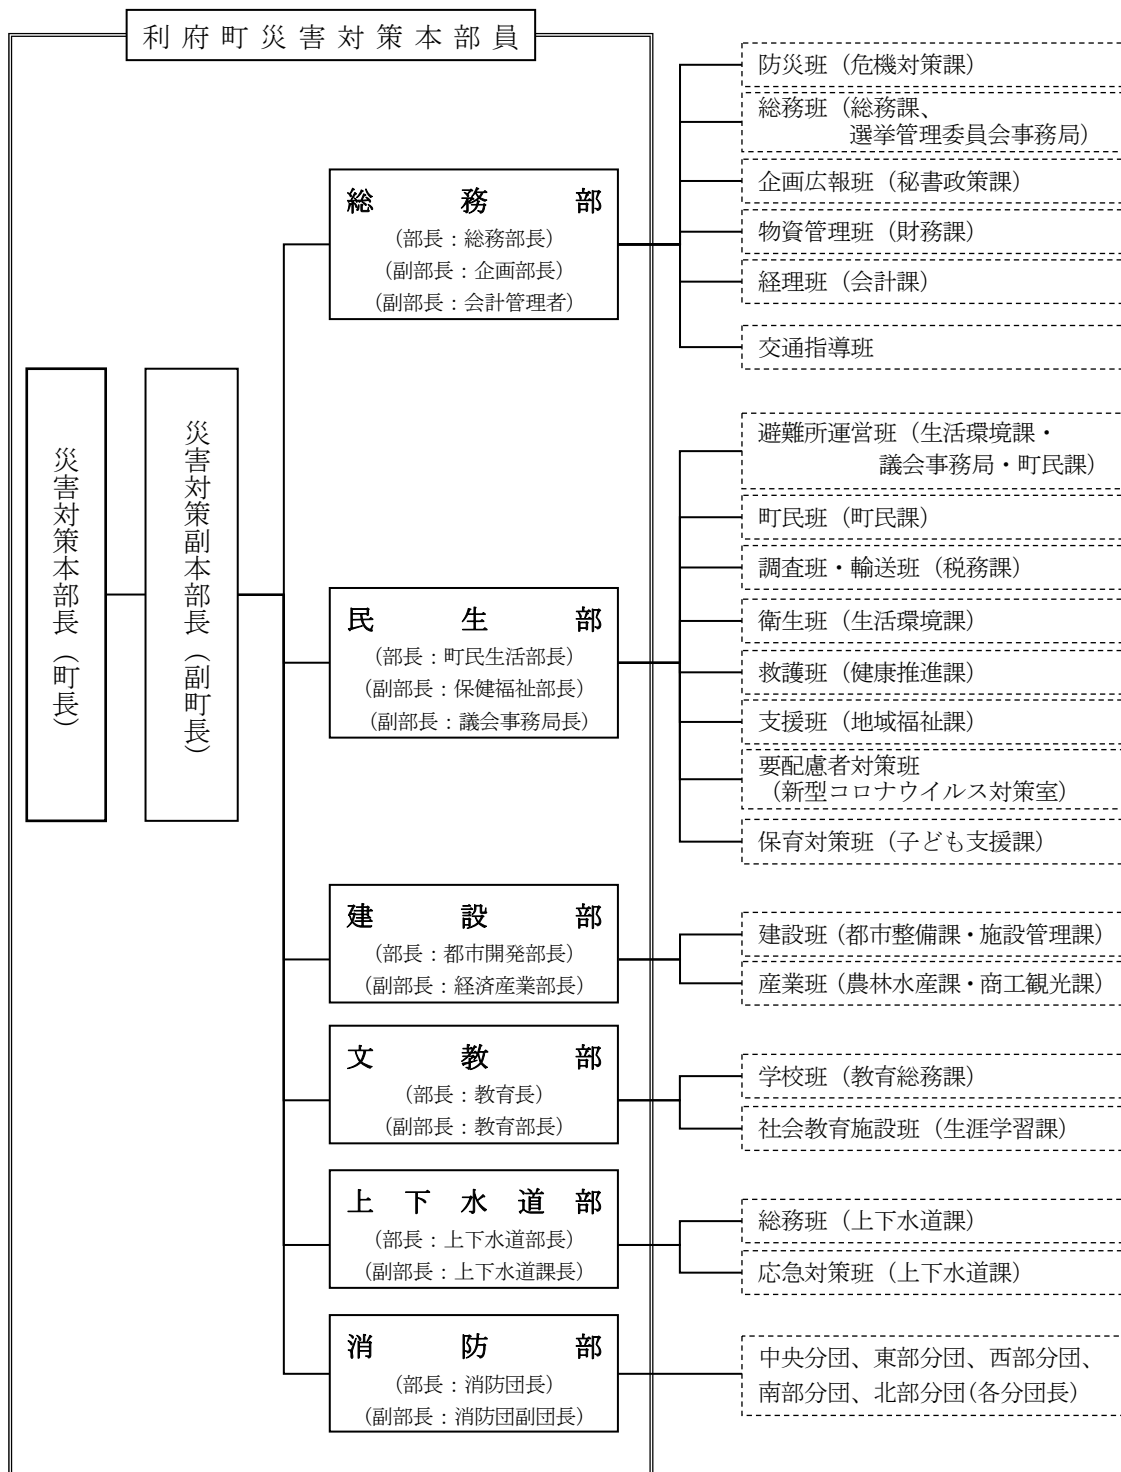 利府町災害対策本部員
災害対策本部長（町長）
災害対策副本部長（副町長）
総務部
(部長：総務部長)
(副部長：企画部長)
(副部長：会計管理者)
防災班（危機対策課）
総務班（総務課、
選挙管理委員会事務局）
企画広報班（秘書政策課）
物資管理班（財務課）
経理班（会計課）
交通指導班
民生部
(部長：町民生活部長)
(副部長：保健福祉部長)
(副部長：議会事務局長)
避難所運営班（生活環境課・
議会事務局・町民課）
町民班（町民課）
調査班・輸送班（税務課）
衛生班（生活環境課）
救護班（健康推進課）
支援班（地域福祉課）
要配慮者対策班
（新型コロナウイルス対策室）
保育対策班（子ども支援課）
建設部
(部長：都市開発部長)
(副部長：経済産業部長)
建設班（都市整備課・施設管理課）
産業班（農林水産課・商工観光課）
文教部
(部長：教育長)
(副部長：教育部長)
学校班（教育総務課）
社会教育施設班（生涯学習課）
上下水道部
(部長：上下水道部長)
(副部長：上下水道課長)
総務班（上下水道課）
応急対策班（上下水道課）
消防部
(部長：消防団長)
(副部長：消防団副団長)
中央分団、東部分団、西部分団、
南部分団、北部分団(各分団長)